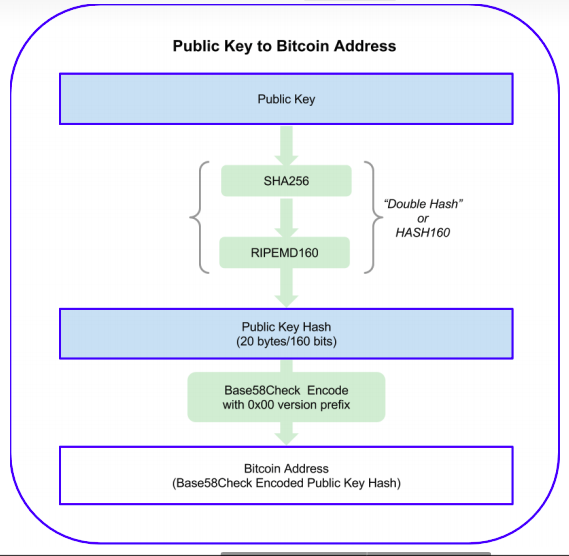 Public Key to Bitcoin Address
Public Key
SHA256
“Double Hash”
or
HASH160
RIPEMD160
Public Key Hash
(20 bytes/160 bits)
Base58Check Encode
with 0x00 version prefix
Bitcoin Address
(Base58Check Encoded Public Key Hash)